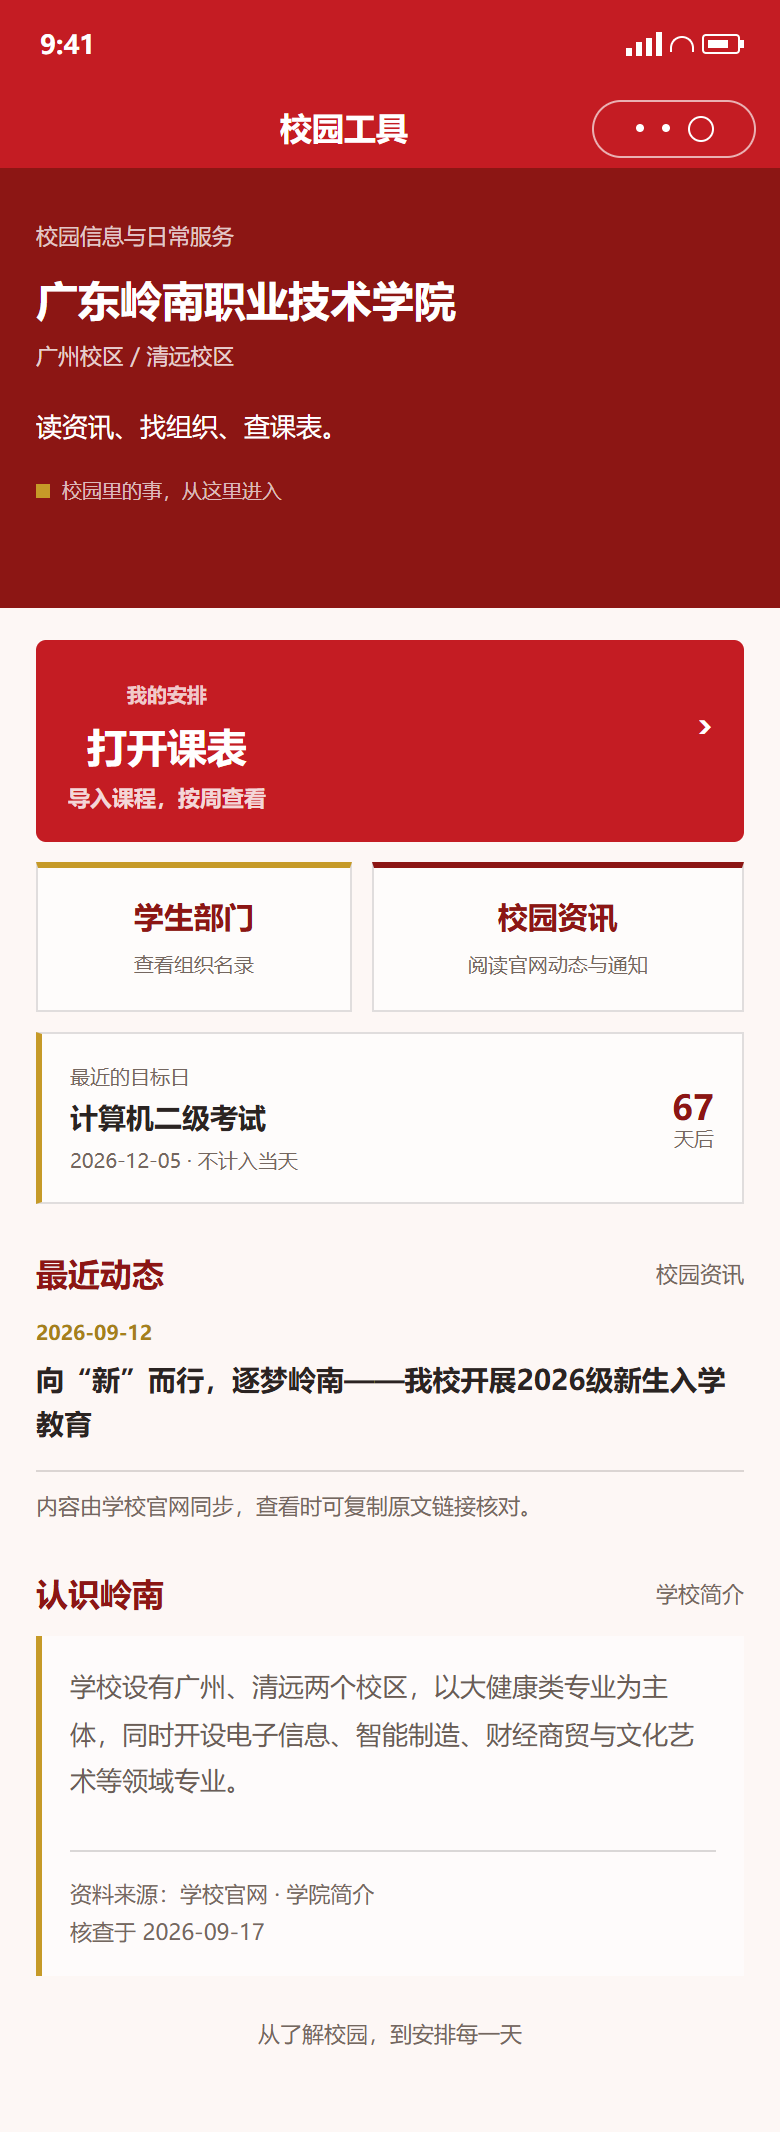 9:41
校园工具
校园信息与日常服务
广东岭南职业技术学院
广州校区 / 清远校区
读资讯、找组织、查课表。
校园里的事，从这里进入
我的安排
打开课表
导入课程，按周查看
›
学生部门
查看组织名录
校园资讯
阅读官网动态与通知
最近的目标日
计算机二级考试
2026-12-05 · 不计入当天
67
天后
最近动态
校园资讯
2026-09-12
向“新”而行，逐梦岭南——我校开展2026级新生入学
教育
内容由学校官网同步，查看时可复制原文链接核对。
认识岭南
学校简介
学校设有广州、清远两个校区，以大健康类专业为主
体，同时开设电子信息、智能制造、财经商贸与文化艺
术等领域专业。
资料来源：学校官网 · 学院简介
核查于 2026-09-17
从了解校园，到安排每一天